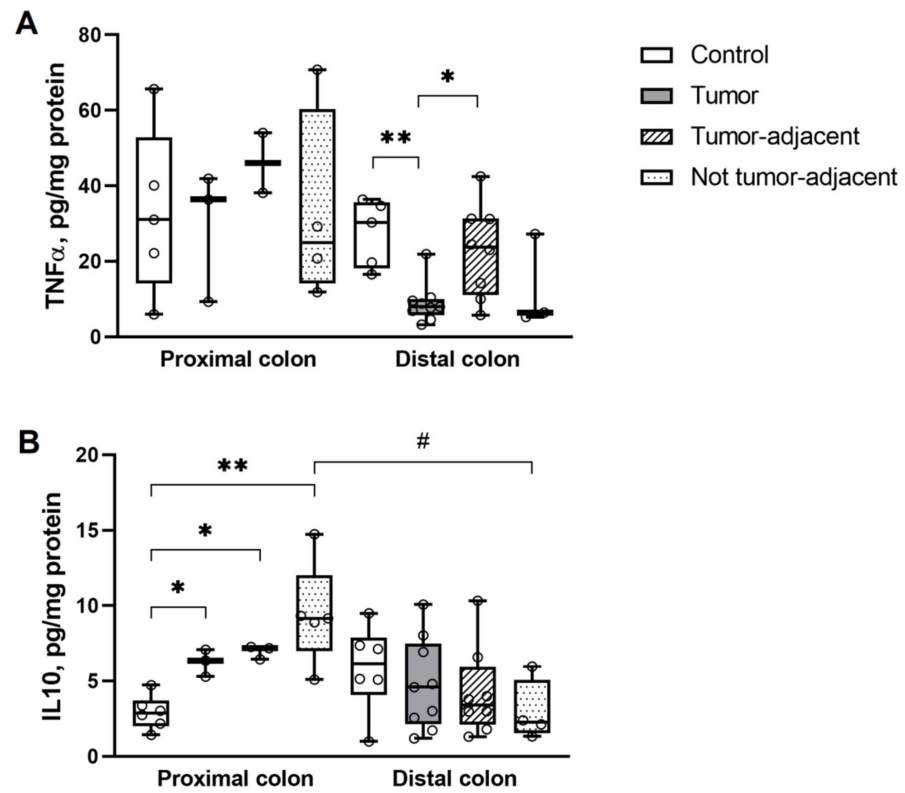 A
TNFα, pg/mg protein
80
60
40
20
0
*
**
Proximal colon
Distal colon
Control
Tumor
Tumor-adjacent
Not tumor-adjacent
B
IL10, pg/mg protein
20
15
10
5
0
#
**
*
*
Proximal colon
Distal colon